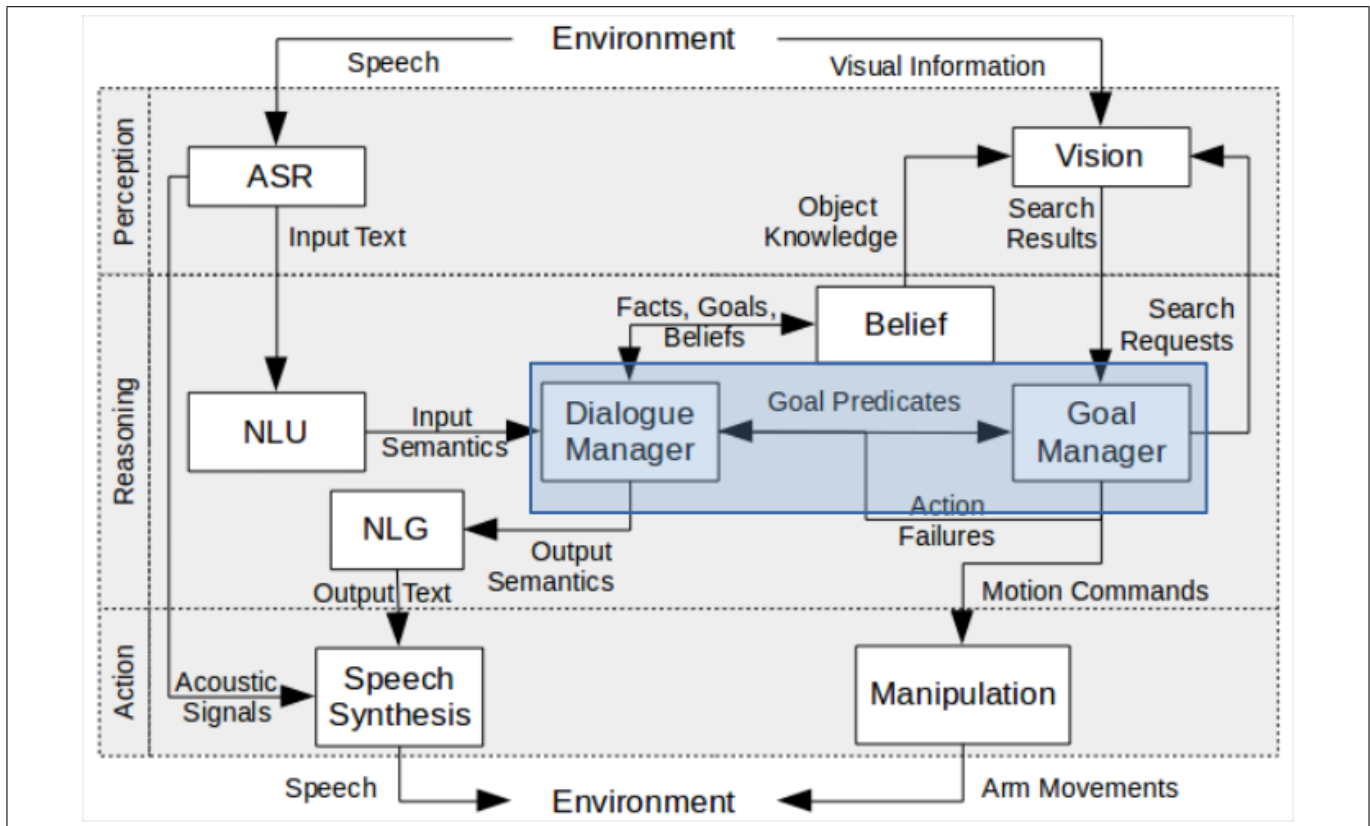 Environment
Speech
Visual Information
Perception
ASR
Vision
Input Text
Object
Knowledge
Search
Results
Reasoning
Facts, Goals,
Beliefs
Belief
Search
Requests
NLU
Input
Semantics
Dialogue
Manager
Goal Predicates
Goal
Manager
NLG
Output
Semantics
Action
Failures
Output Text
Motion Commands
Action
Acoustic
Signals
Speech
Synthesis
Manipulation
Speech
Environment
Arm Movements